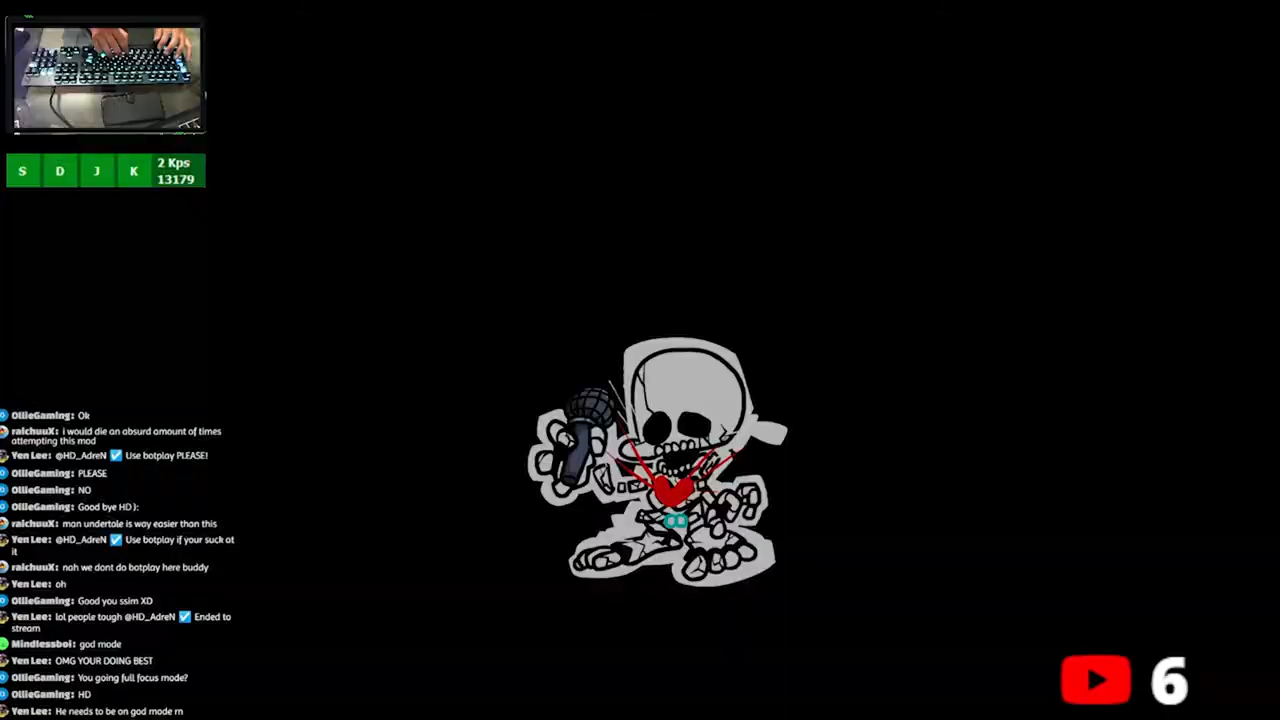 S D J K 2 Kps
13179
OllieGaming: Ok
raichuuX: i would die an absurd amount of times
attempting this mod
Yen Lee: @HD_AdreN ☑ Use botplay PLEASE!
OllieGaming: PLEASE
OllieGaming: NO
OllieGaming: Good bye HD ):
raichuuX: man undertale is way easier than this
Yen Lee: @HD_AdreN ☑ Use botplay if your suck at
it
raichuuX: nah we dont do botplay here buddy
Yen Lee: oh
OllieGaming: Good you ssim XD
Yen Lee: lol people tough @HD_AdreN ☑ Ended to
stream
Mindlessboi: god mode
Yen Lee: OMG YOUR DOING BEST
OllieGaming: You going full focus mode?
OllieGaming: HD
Yen Lee: He needs to be on god mode rn
6